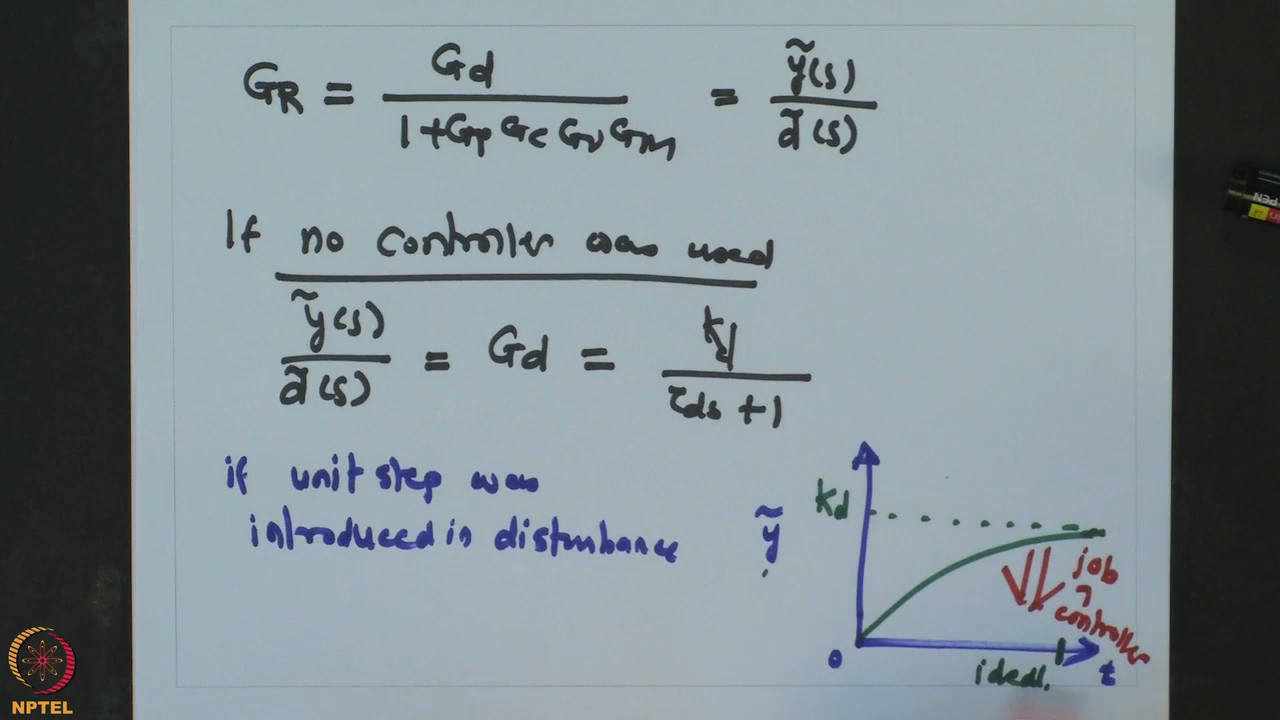 GR = Gd / 1+Gp Gc Gv Gm = ỹ(s) / d̃(s)
If no controller was used
ỹ(s) / d̃(s) = Gd = kd / τds +1
if unit step was
introduced in disturbance
ỹ
kd
job
controller
0
ideal.
t
NPTEL
PEN